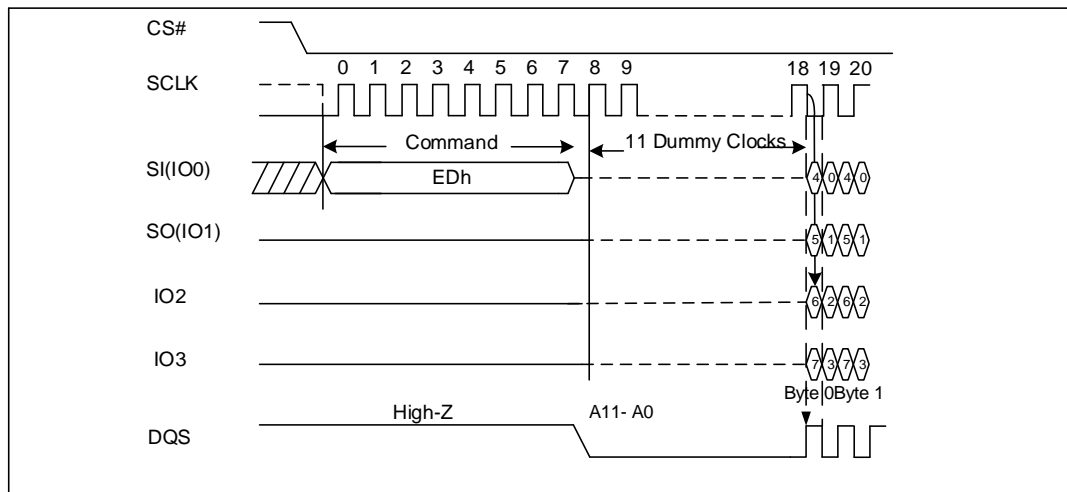 CS#
0 1 2 3 4 5 6 7 8 9 18 19 20
SCLK
Command 11 Dummy Clocks
SI(IO0)
EDh
4 0 4 0
SO(IO1)
5 1 5 1
IO2
6 2 6 2
IO3
7 3 7 3
Byte 0 Byte 1
High-Z A11- A0
DQS